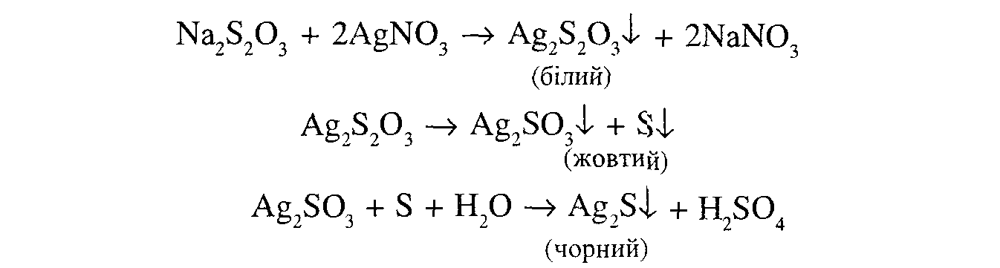 Na₂S₂O₃ + 2AgNO₃ → Ag₂S₂O₃↓ + 2NaNO₃
(білий)
Ag₂S₂O₃ → Ag₂SO₃↓ + S↓
(жовтий)
Ag₂SO₃ + S + H₂O → Ag₂S↓ + H₂SO₄
(чорний)